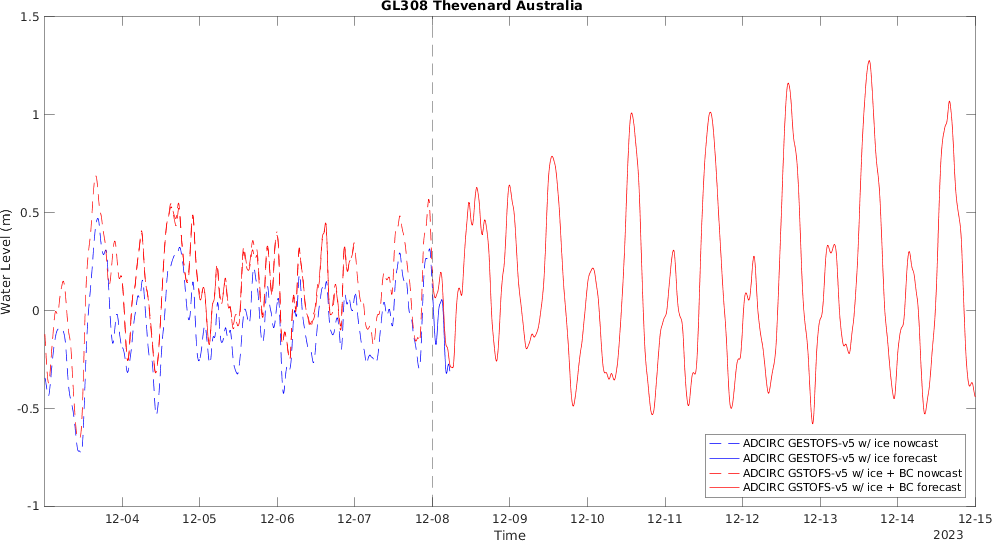 GL308 Thevenard Australia
1.5
1
0.5
0
-0.5
-1
Water Level (m)
ADCIRC GESTOFS-v5 w/ ice nowcast
ADCIRC GESTOFS-v5 w/ ice forecast
ADCIRC GSTOFS-v5 w/ ice + BC nowcast
ADCIRC GSTOFS-v5 w/ ice + BC forecast
12-04 12-05 12-06 12-07 12-08 12-09 12-10 12-11 12-12 12-13 12-14 12-15
Time
2023